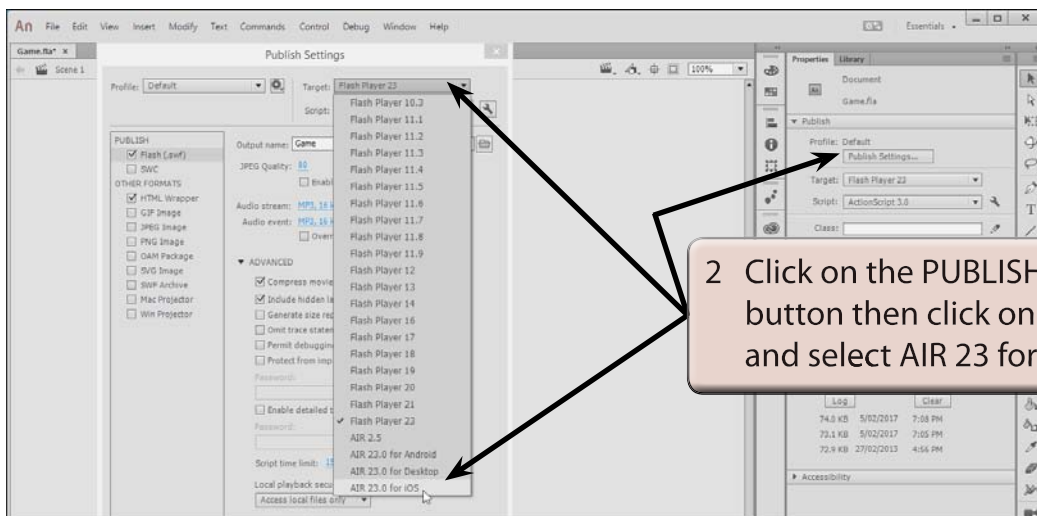 An File Edit View Insert Modify Text Commands Control Debug Window Help Essentials
Game.fla* x
Scene 1
100%
Publish Settings
Profile: Default
Target: Flash Player 23
Script:
PUBLISH
Flash (.swf)
SWC
OTHER FORMATS
HTML Wrapper
GIF Image
JPEG Image
PNG Image
OAM Package
SVG Image
SWF Archive
Mac Projector
Win Projector
Output name: Game
JPEG Quality: 80
Enabl
Audio stream: MP3, 16 k
Audio event: MP3, 16 k
Overr
ADVANCED
Compress movie
Include hidden la
Generate size rep
Omit trace statem
Permit debuggin
Protect from imp
Password:
Enable detailed t
Password:
Script time limit: 15
Local playback secu
Access local files only
Flash Player 10.3
Flash Player 11.1
Flash Player 11.2
Flash Player 11.3
Flash Player 11.4
Flash Player 11.5
Flash Player 11.6
Flash Player 11.7
Flash Player 11.8
Flash Player 11.9
Flash Player 12
Flash Player 13
Flash Player 14
Flash Player 16
Flash Player 17
Flash Player 18
Flash Player 19
Flash Player 20
Flash Player 21
Flash Player 23
AIR 2.5
AIR 23.0 for Android
AIR 23.0 for Desktop
AIR 23.0 for iOS
Properties Library
Document
Game.fla
Publish
Profile: Default
Publish Settings...
Target: Flash Player 23
Script: ActionScript 3.0
Class:
2 Click on the PUBLISH
button then click on
and select AIR 23 for
Log Clear
74.0 KB 5/02/2017 7:08 PM
73.1 KB 5/02/2017 7:05 PM
72.9 KB 27/02/2013 4:56 PM
Accessibility